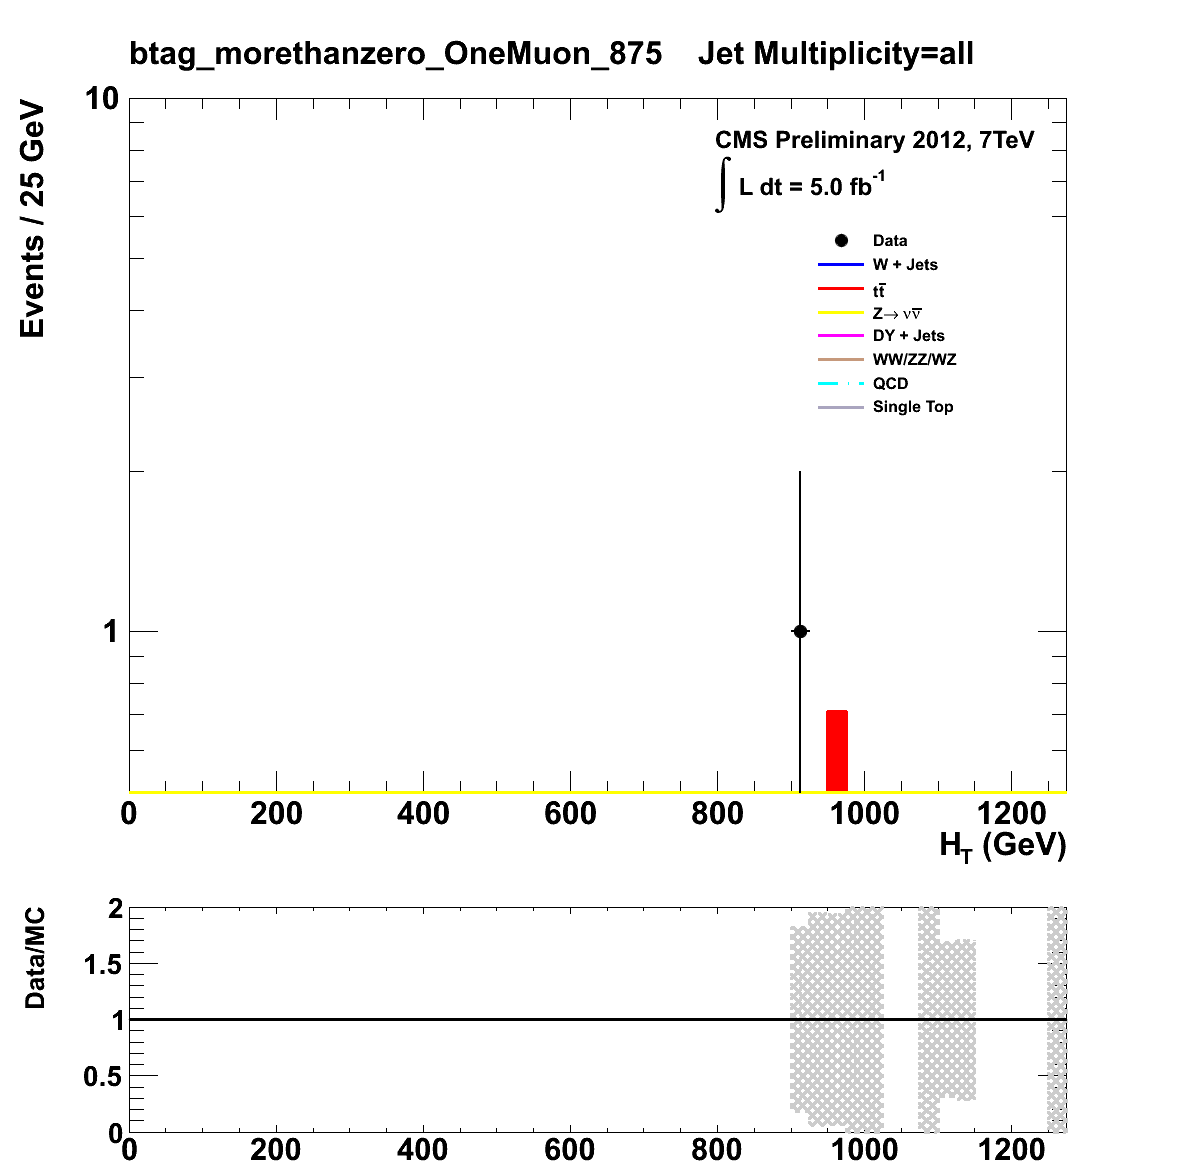 btag_morethanzero_OneMuon_875 Jet Multiplicity=all
Events / 25 GeV
10
1
CMS Preliminary 2012, 7TeV
∫ L dt = 5.0 fb⁻¹
Data
W + Jets
tt̅
Z→ νν̅
DY + Jets
WW/ZZ/WZ
QCD
Single Top
0 200 400 600 800 1000 1200
H_T (GeV)
Data/MC
2
1.5
1
0.5
0
0 200 400 600 800 1000 1200